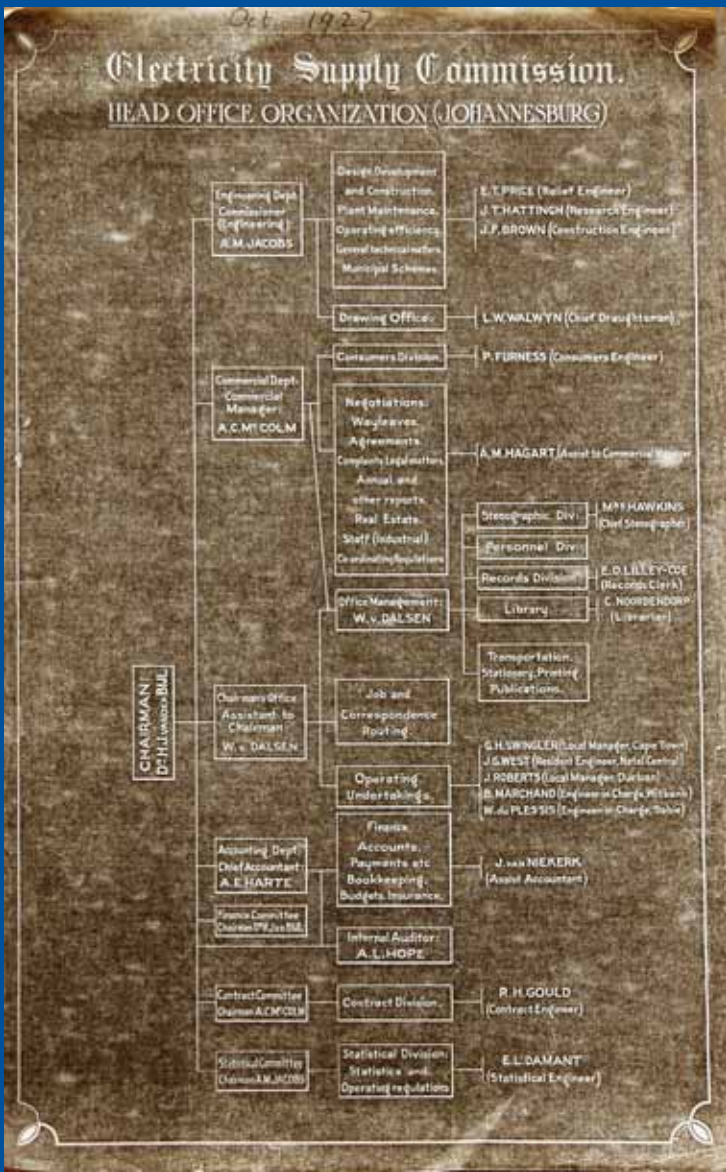 Oct. 1927
Electricity Supply Commission.
HEAD OFFICE ORGANIZATION (JOHANNESBURG)
Engineering Dept.
Commissioner
(Engineering):
A.M. JACOBS
Design Development
and Construction.
Plant Maintenance.
Operating efficiency.
General technical matters.
Municipal Schemes.
E.T. PRICE (Relief Engineer)
J.T. HATTINGH (Research Engineer)
J.F. BROWN (Construction Engineer)
Drawing Office:
L.W. WALWYN (Chief Draughtsman).
Commercial Dept.
Commercial
Manager:
A.C. Mc COLM
Consumers Division.
P. FURNESS (Consumers Engineer)
Negotiations.
Wayleaves.
Agreements.
Complaints Legal matters.
Annual and
other reports.
Real Estate.
Staff (Industrial)
Co-ordinating Regulations
A.M. HAGART (Assist to Commercial Manager
Office Management:
W. v. DALSEN
Stenographic Div:
Mrs HAWKINS
(Chief Stenographer)
Personnel Div:
Records Division:
E.D. LILLEY-COE
(Records Clerk)
Library
C. NOORDENDORP
(Librarian)
Transportation.
Stationery, Printing
Publications.
CHAIRMAN:
Dr. H.J. VAN DER BIJL
Chairmans Office
Assistant to
Chairman:
W. v. DALSEN
Job and
Correspondence
Routing.
Operating
Undertakings.
G.H. SWINGLER (Local Manager, Cape Town)
J.G. WEST (Resident Engineer, Natal Central)
J. ROBERTS (Local Manager, Durban)
B. MARCHAND (Engineer in Charge, Witbank)
W. du PLESSIS (Engineer in Charge, Sabie)
Accounting Dept:
Chief Accountant:
A.E. HARTE
Finance.
Accounts.
Payments etc
Bookkeeping.
Budgets, Insurance.
J. VAN NIEKERK
(Assist Accountant)
Finance Committee
Chairman
Internal Auditor:
A.L. HOPE
Contract Committee
Chairman A.C. Mc COLM
Contract Division.
R.H. GOULD
(Contract Engineer)
Statistical Committee
Chairman A.M. JACOBS
Statistical Division:
Statistics and
Operating regulations
E.L. DAMANT
(Statistical Engineer)